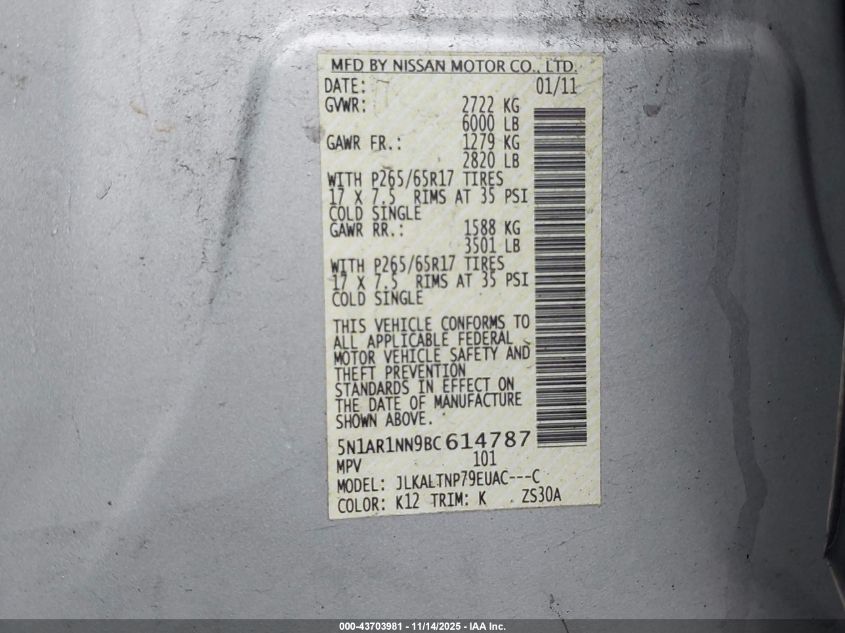 MFD BY NISSAN MOTOR CO., LTD.
DATE: 01/11
GVWR: 2722 KG
6000 LB
GAWR FR.: 1279 KG
2820 LB
WITH P265/65R17 TIRES
17 X 7.5 RIMS AT 35 PSI
COLD SINGLE
GAWR RR.: 1588 KG
3501 LB
WITH P265/65R17 TIRES
17 X 7.5 RIMS AT 35 PSI
COLD SINGLE
THIS VEHICLE CONFORMS TO
ALL APPLICABLE FEDERAL
MOTOR VEHICLE SAFETY AND
THEFT PREVENTION
STANDARDS IN EFFECT ON
THE DATE OF MANUFACTURE
SHOWN ABOVE.
5N1AR1NN9BC614787
MPV 101
MODEL: JLKALTNP79EUAC---C
COLOR: K12 TRIM: K ZS30A
000-43703981 - 11/14/2025 - IAA Inc.